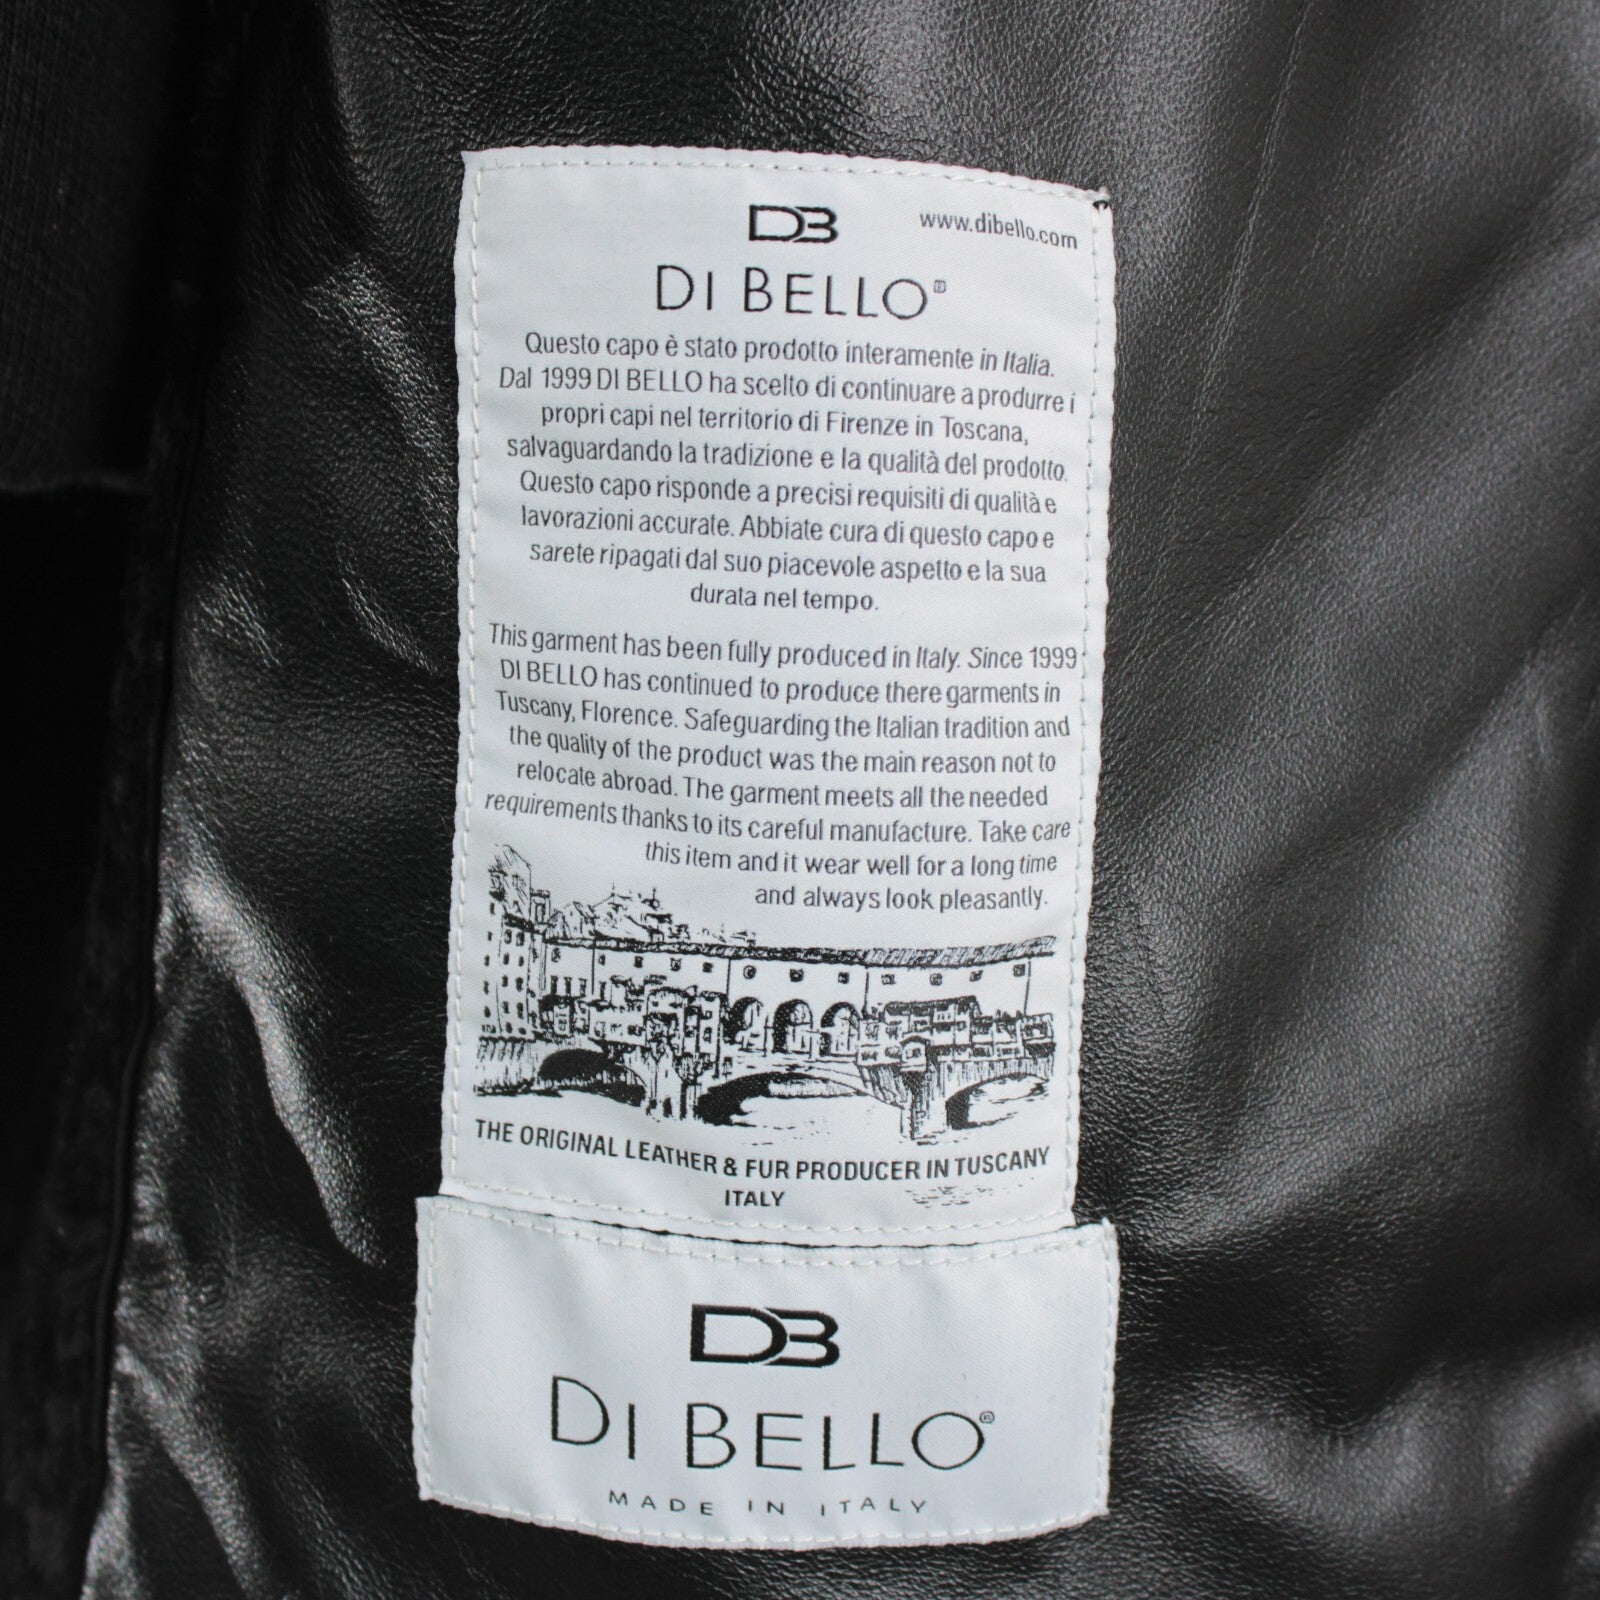 DB
www.dibello.com
DI BELLO®
Questo capo è stato prodotto interamente in Italia.
Dal 1999 DI BELLO ha scelto di continuare a produrre i
propri capi nel territorio di Firenze in Toscana,
salvaguardando la tradizione e la qualità del prodotto.
Questo capo risponde a precisi requisiti di qualità e
lavorazioni accurate. Abbiate cura di questo capo e
sarete ripagati dal suo piacevole aspetto e la sua
durata nel tempo.
This garment has been fully produced in Italy. Since 1999
DI BELLO has continued to produce there garments in
Tuscany, Florence. Safeguarding the Italian tradition and
the quality of the product was the main reason not to
relocate abroad. The garment meets all the needed
requirements thanks to its careful manufacture. Take care
this item and it wear well for a long time
and always look pleasantly.
THE ORIGINAL LEATHER & FUR PRODUCER IN TUSCANY
ITALY
DB
DI BELLO®
MADE IN ITALY